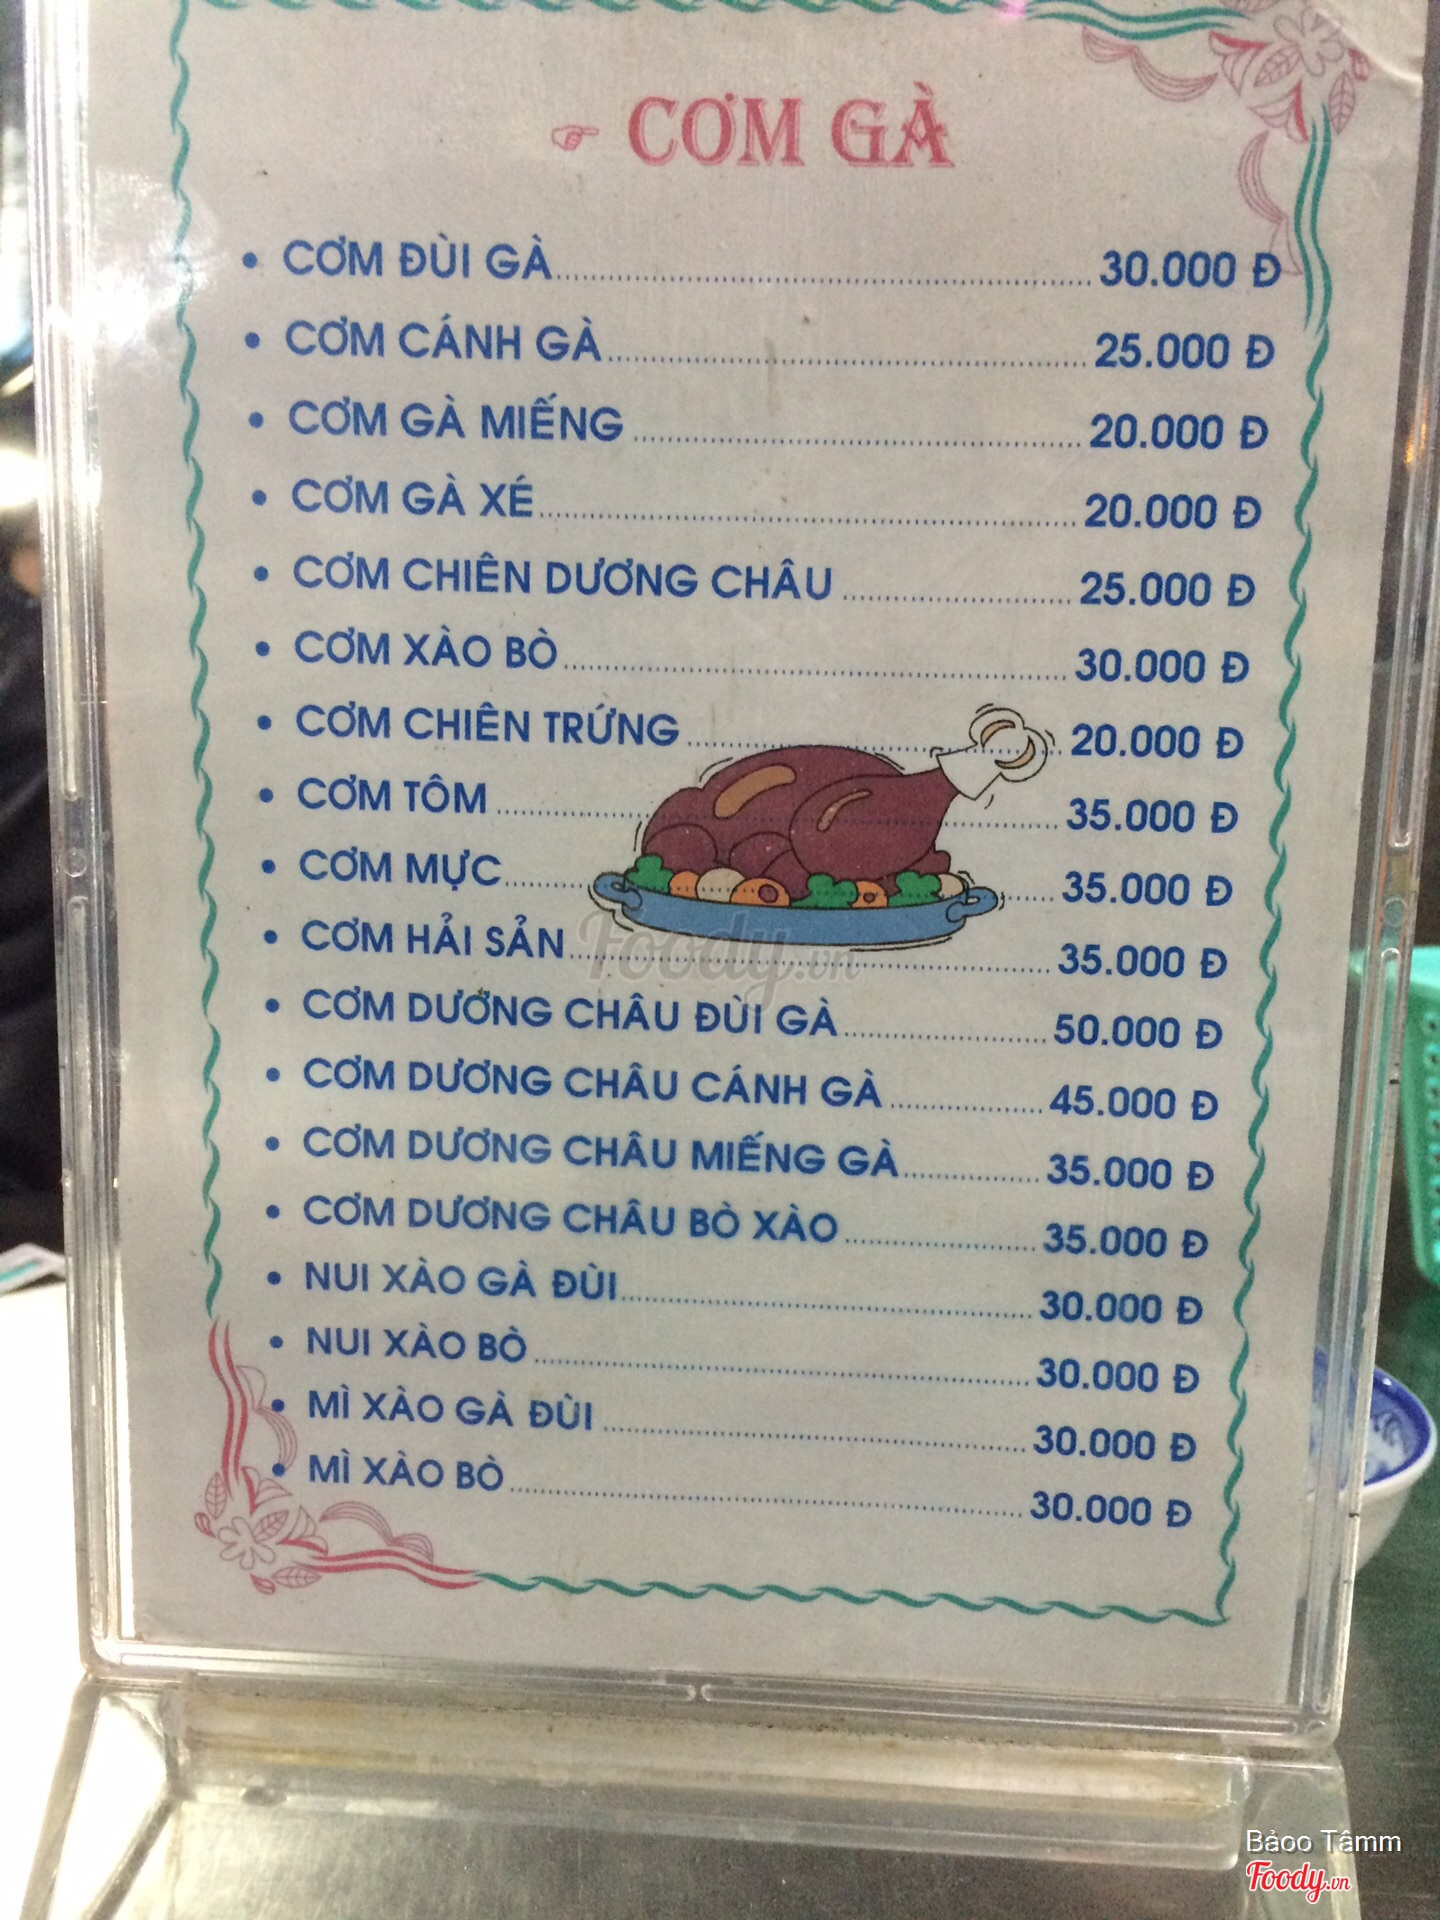 ☞ CƠM GÀ
• CƠM ĐÙI GÀ........ 30.000 Đ
• CƠM CÁNH GÀ........ 25.000 Đ
• CƠM GÀ MIẾNG........ 20.000 Đ
• CƠM GÀ XÉ........ 20.000 Đ
• CƠM CHIÊN DƯƠNG CHÂU........ 25.000 Đ
• CƠM XÀO BÒ........ 30.000 Đ
• CƠM CHIÊN TRỨNG........ 20.000 Đ
• CƠM TÔM........ 35.000 Đ
• CƠM MỰC........ 35.000 Đ
• CƠM HẢI SẢN........ 35.000 Đ
Foody.vn
• CƠM DƯƠNG CHÂU ĐÙI GÀ........ 50.000 Đ
• CƠM DƯƠNG CHÂU CÁNH GÀ........ 45.000 Đ
• CƠM DƯƠNG CHÂU MIẾNG GÀ........ 35.000 Đ
• CƠM DƯƠNG CHÂU BÒ XÀO........ 35.000 Đ
• NUI XÀO GÀ ĐÙI........ 30.000 Đ
• NUI XÀO BÒ........ 30.000 Đ
• MÌ XÀO GÀ ĐÙI........ 30.000 Đ
• MÌ XÀO BÒ........ 30.000 Đ
Bảoo Tâmm
Foody.vn